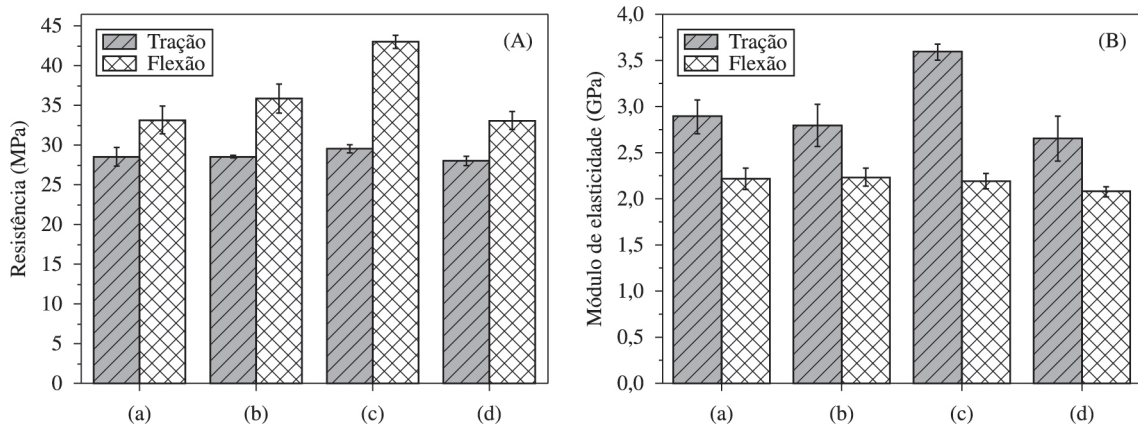 (A)
Tração
Flexão
Resistência (MPa)
45
40
35
30
25
20
15
10
5
0
(a) (b) (c) (d)
(B)
Tração
Flexão
Módulo de elasticidade (GPa)
4,0
3,5
3,0
2,5
2,0
1,5
1,0
0,5
0,0
(a) (b) (c) (d)